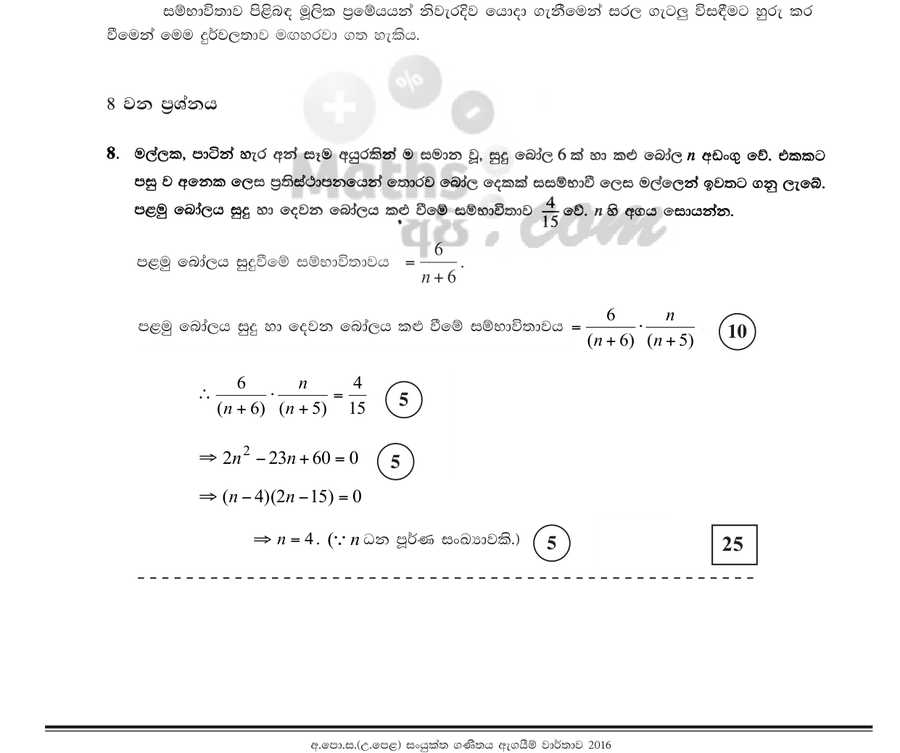 සම්භාවිතාව පිළිබඳ මූලික ප්‍රමේයයන් නිවැරදිව යොදා ගැනීමෙන් සරල ගැටලු විසඳීමට හුරු කර
වීමෙන් මෙම දුර්වලතාව මඟහරවා ගත හැකිය.
8 වන ප්‍රශ්නය
8. මල්ලක, පාටින් හැර අන් සෑම අයුරකින් ම සමාන වූ, සුදු බෝල 6 ක් හා කළු බෝල n අඩංගු වේ. එකකට
පසු ව අනෙක ලෙස ප්‍රතිස්ථාපනයෙන් තොරව බෝල දෙකක් සසම්භාවී ලෙස මල්ලෙන් ඉවතට ගනු ලැබේ.
පළමු බෝලය සුදු හා දෙවන බෝලය කළු වීමේ සම්භාවිතාව 4/15 වේ. n හි අගය සොයන්න.
Maths
අප.com
පළමු බෝලය සුදුවීමේ සම්භාවිතාවය = 6/(n + 6).
පළමු බෝලය සුදු හා දෙවන බෝලය කළු වීමේ සම්භාවිතාවය = 6/(n + 6) · n/(n + 5) 10
∴ 6/(n + 6) · n/(n + 5) = 4/15 5
⇒ 2n² − 23n + 60 = 0 5
⇒ (n − 4)(2n − 15) = 0
⇒ n = 4. (∵ n ධන පූර්ණ සංඛ්‍යාවකි.) 5 25
අ.පො.ස.(උ.පෙළ) සංයුක්ත ගණිතය ඇගයීම් වාර්තාව 2016